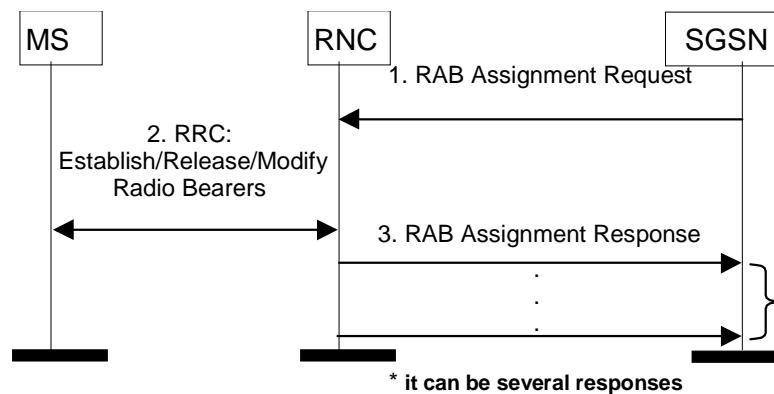 MS
RNC
SGSN
1. RAB Assignment Request
2. RRC:
Establish/Release/Modify
Radio Bearers
3. RAB Assignment Response
.
.
.
* it can be several responses